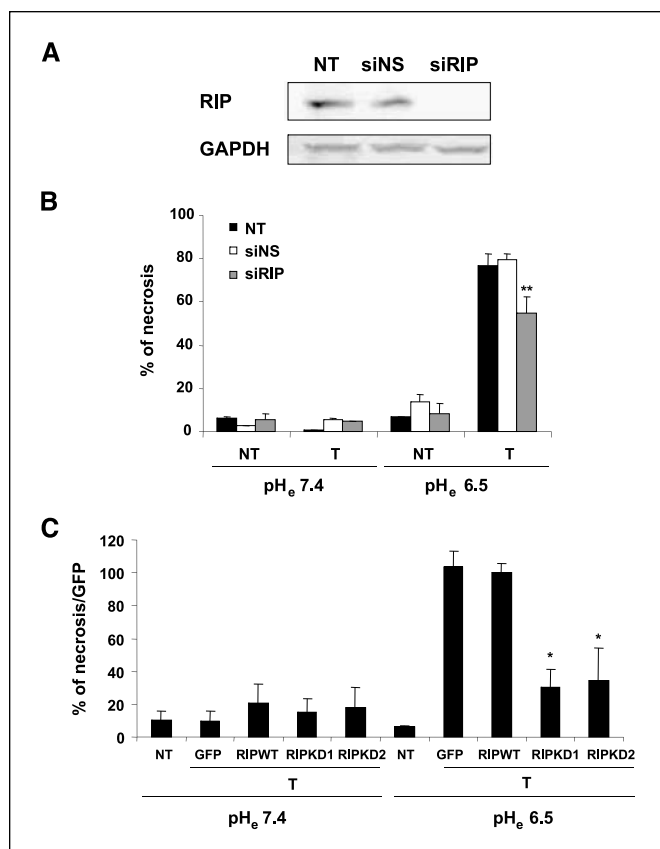 A
NT siNS siRIP
RIP
GAPDH
B
% of necrosis
100
80
60
40
20
0
NT
siNS
siRIP
**
NT T NT T
pHe 7.4 pHe 6.5
C
% of necrosis/GFP
120
100
80
60
40
20
0
* *
NT GFP RIPWT RIPKD1 RIPKD2 NT GFP RIPWT RIPKD1 RIPKD2
T T
pHe 7.4 pHe 6.5